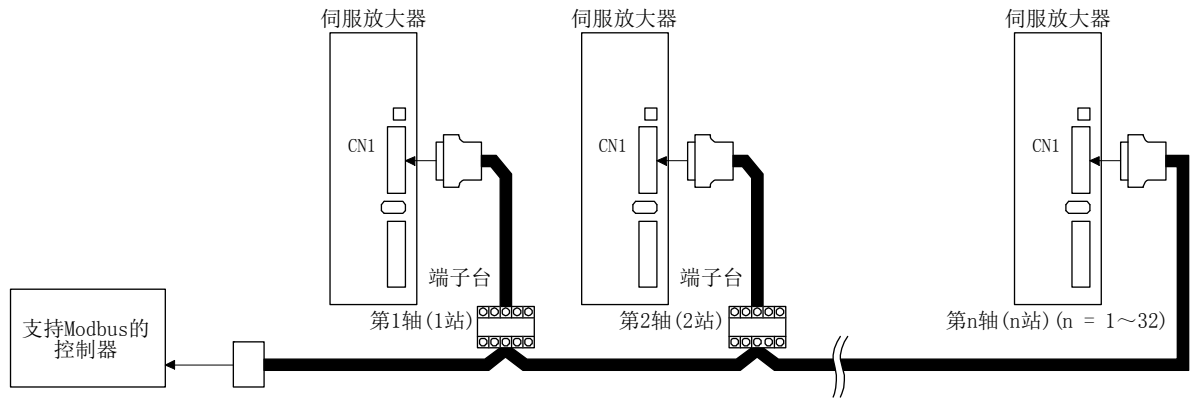 伺服放大器
伺服放大器
伺服放大器
CN1
CN1
CN1
端子台
端子台
第1轴(1站)
第2轴(2站)
第n轴(n站)(n = 1～32)
支持Modbus的
控制器